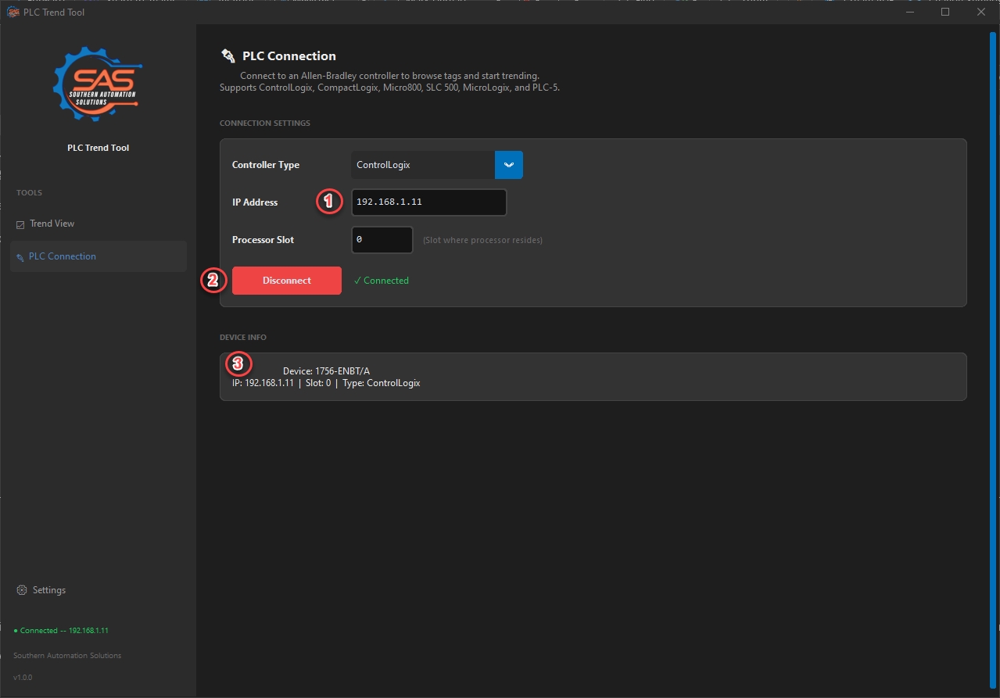 PLC Trend Tool
SAS
SOUTHERN AUTOMATION
SOLUTIONS
PLC Trend Tool
TOOLS
Trend View
PLC Connection
Settings
● Connected -- 192.168.1.11
Southern Automation Solutions
v1.0.0
PLC Connection
Connect to an Allen-Bradley controller to browse tags and start trending.
Supports ControlLogix, CompactLogix, Micro800, SLC 500, MicroLogix, and PLC-5.
CONNECTION SETTINGS
Controller Type ControlLogix
IP Address 1 192.168.1.11
Processor Slot 0 (Slot where processor resides)
2 Disconnect ✓ Connected
DEVICE INFO
3
Device: 1756-ENBT/A
IP: 192.168.1.11 | Slot: 0 | Type: ControlLogix